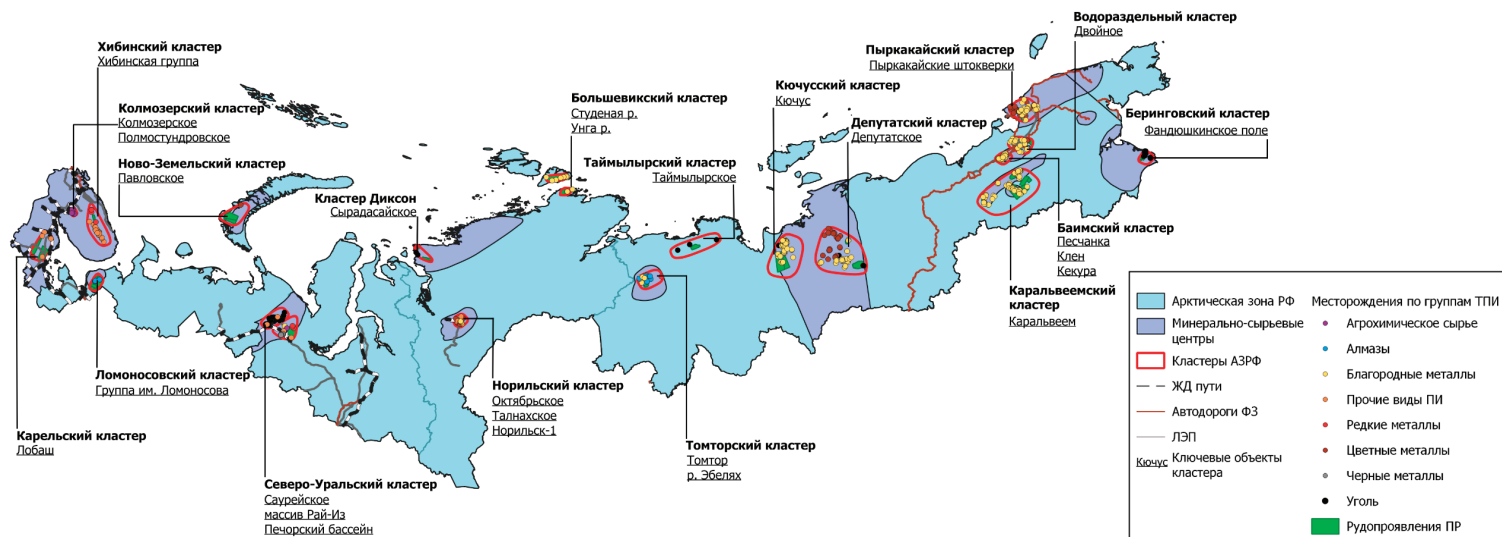 Хибинский кластер
Хибинская группа
Колмозерский кластер
Колмозерское
Полмостундровское
Ново-Земельский кластер
Павловское
Кластер Диксон
Сырадасайское
Большевикский кластер
Студеная р.
Унга р.
Таймылырский кластер
Таймылырское
Кючусский кластер
Кючус
Депутатский кластер
Депутатское
Пыркакайский кластер
Пыркакайские штокверки
Водораздельный кластер
Двойное
Беринговский кластер
Фандюшкинское поле
Баимский кластер
Песчанка
Клен
Кекура
Каральвеемский
кластер
Каральвеем
Ломоносовский кластер
Группа им. Ломоносова
Карельский кластер
Лобаш
Северо-Уральский кластер
Саурейское
массив Рай-Из
Печорский бассейн
Норильский кластер
Октябрьское
Талнахское
Норильск-1
Томторский кластер
Томтор
р. Эбелях
Арктическая зона РФ
Минерально-сырьевые
центры
Кластеры АЗРФ
ЖД пути
Автодороги ФЗ
ЛЭП
Кючус Ключевые объекты
кластера
Месторождения по группам ТПИ
Агрохимическое сырье
Алмазы
Благородные металлы
Прочие виды ПИ
Редкие металлы
Цветные металлы
Черные металлы
Уголь
Рудопроявления ПР